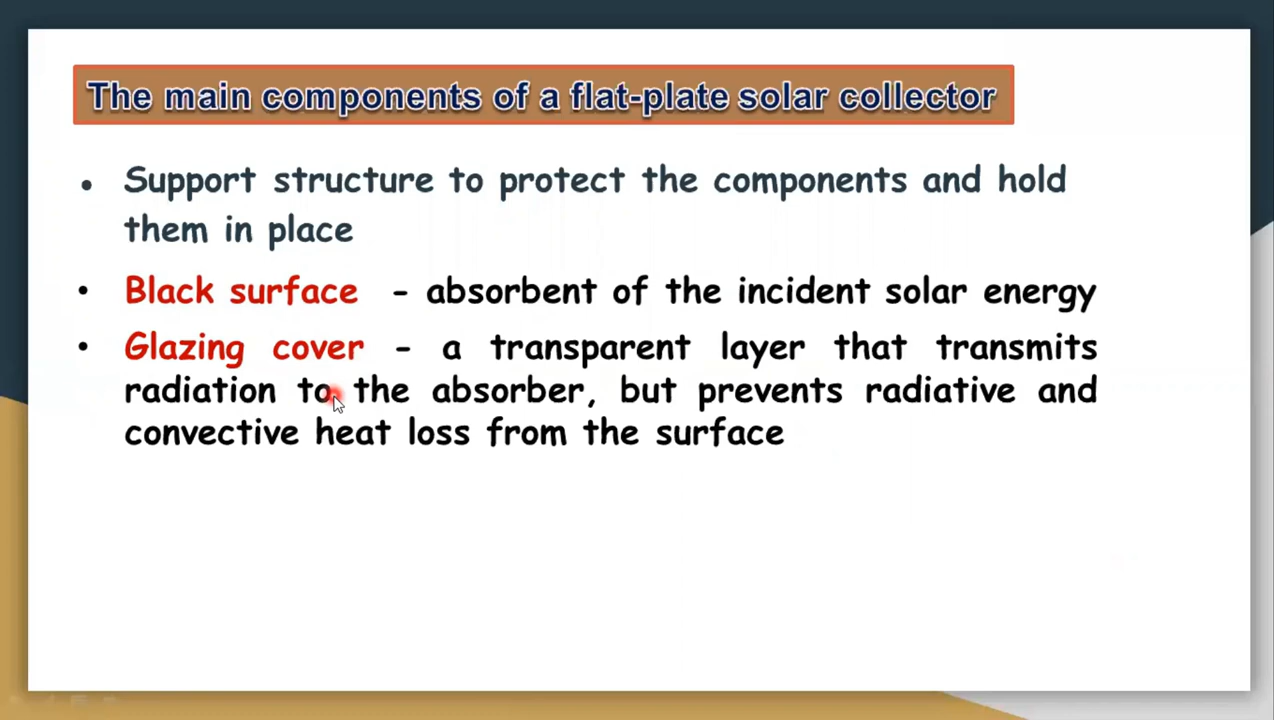 The main components of a flat-plate solar collector
• Support structure to protect the components and hold
them in place
• Black surface - absorbent of the incident solar energy
• Glazing cover - a transparent layer that transmits
radiation to the absorber, but prevents radiative and
convective heat loss from the surface